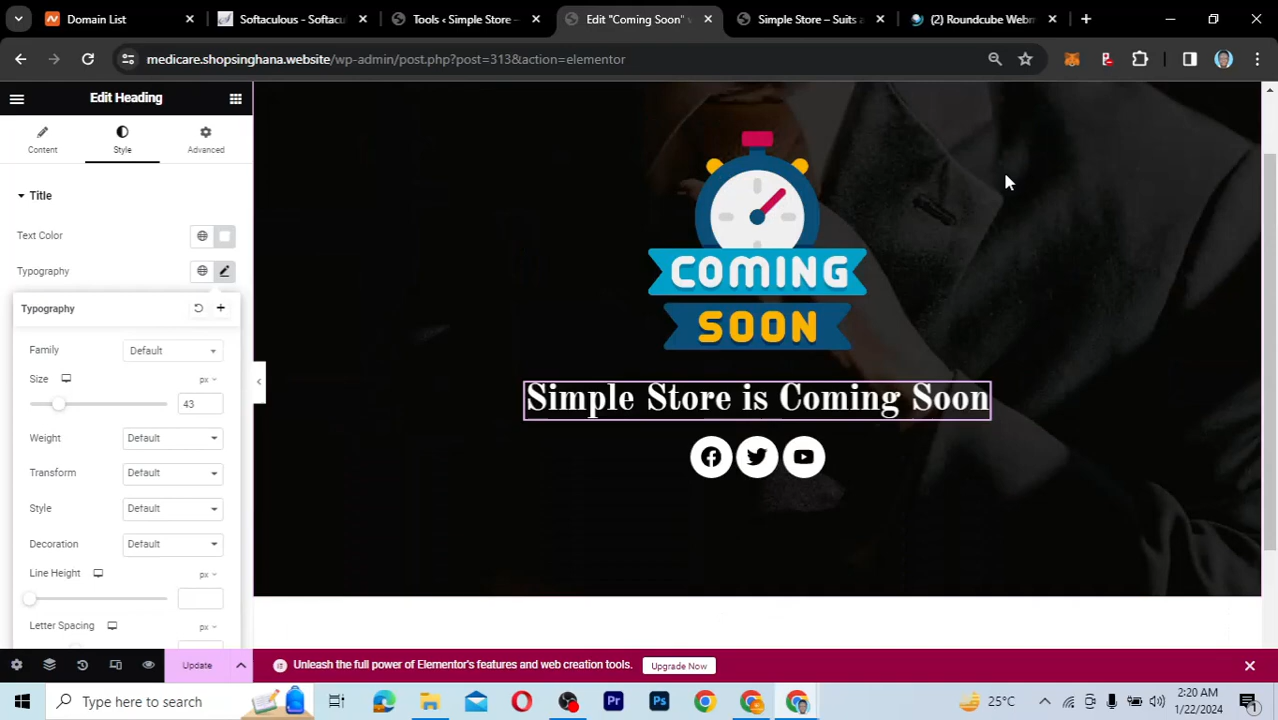 Domain List
Softaculous - Softacu
Tools ‹ Simple Store —
Edit "Coming Soon" v
Simple Store – Suits a
(2) Roundcube Webm
medicare.shopsinghana.website/wp-admin/post.php?post=313&action=elementor
Edit Heading
Content
Style
Advanced
Title
Text Color
Typography
Typography
Family
Default
Size
px
43
Weight
Default
Transform
Default
Style
Default
Decoration
Default
Line Height
px
Letter Spacing
px
Update
COMING
SOON
Simple Store is Coming Soon
Unleash the full power of Elementor's features and web creation tools.
Upgrade Now
Type here to search
Pr
Ps
25°C
2:20 AM
1/22/2024
1